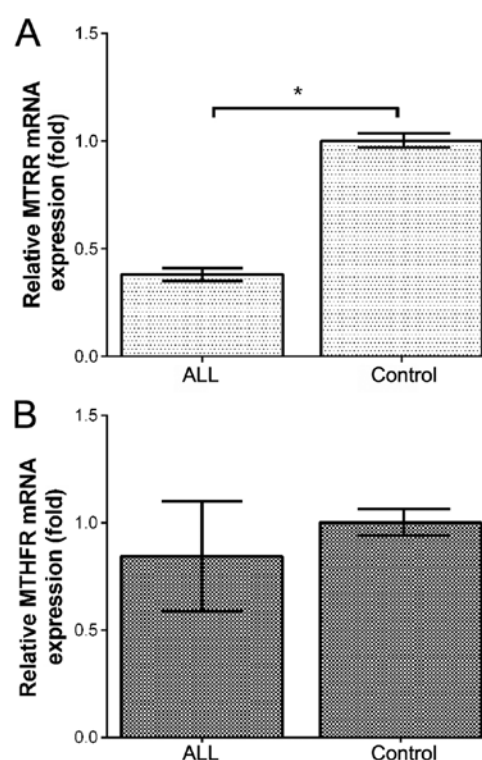 A
Relative MTRR mRNA
expression (fold)
1.5
1.0
0.5
0.0
*
ALL
Control
B
Relative MTHFR mRNA
expression (fold)
1.5
1.0
0.5
0.0
ALL
Control